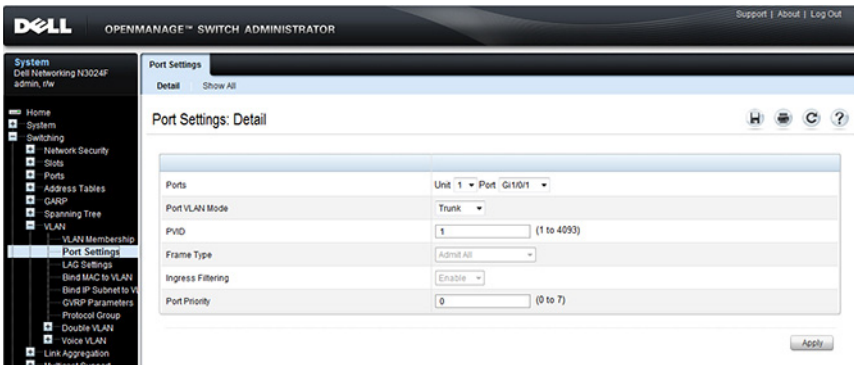 Support | About | Log Out
DELL OPENMANAGE™ SWITCH ADMINISTRATOR
System
Dell Networking N3024F
admin, r/w
Home
System
Switching
Network Security
Slots
Ports
Address Tables
GARP
Spanning Tree
VLAN
VLAN Membership
Port Settings
LAG Settings
Bind MAC to VLAN
Bind IP Subnet to VL
GVRP Parameters
Protocol Group
Double VLAN
Voice VLAN
Link Aggregation
Port Settings
Detail Show All
Port Settings: Detail
Ports Unit 1 Port Gi1/0/1
Port VLAN Mode Trunk
PVID 1 (1 to 4093)
Frame Type Admit All
Ingress Filtering Enable
Port Priority 0 (0 to 7)
Apply